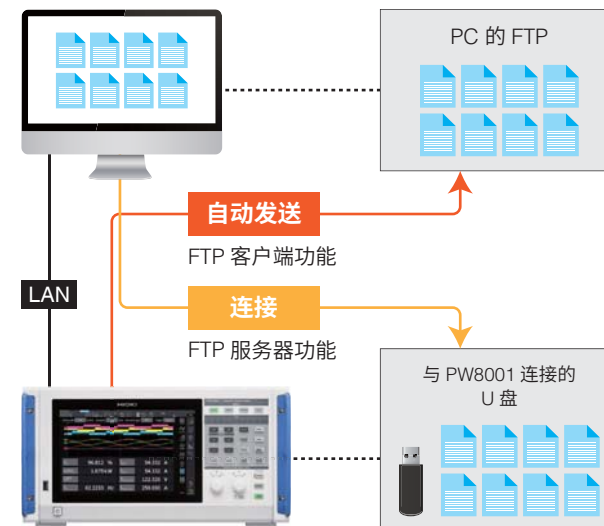 PC 的 FTP
自动发送
FTP 客户端功能
LAN
连接
FTP 服务器功能
与 PW8001 连接的
U 盘
HIOKI